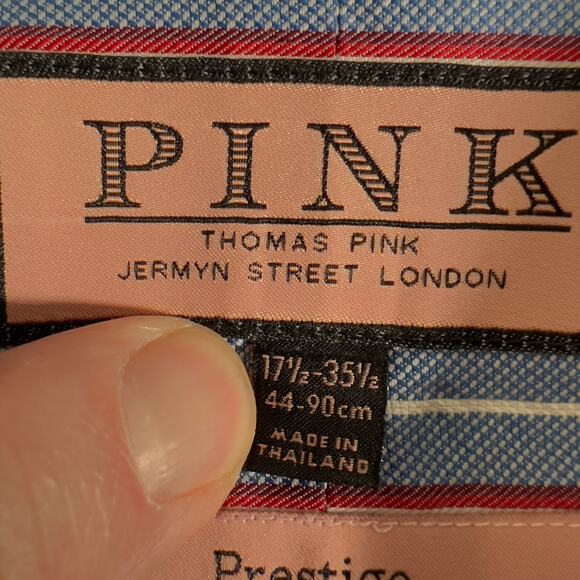 PINK
THOMAS PINK
JERMYN STREET LONDON
17½-35½
44-90cm
MADE IN
THAILAND
Prestige